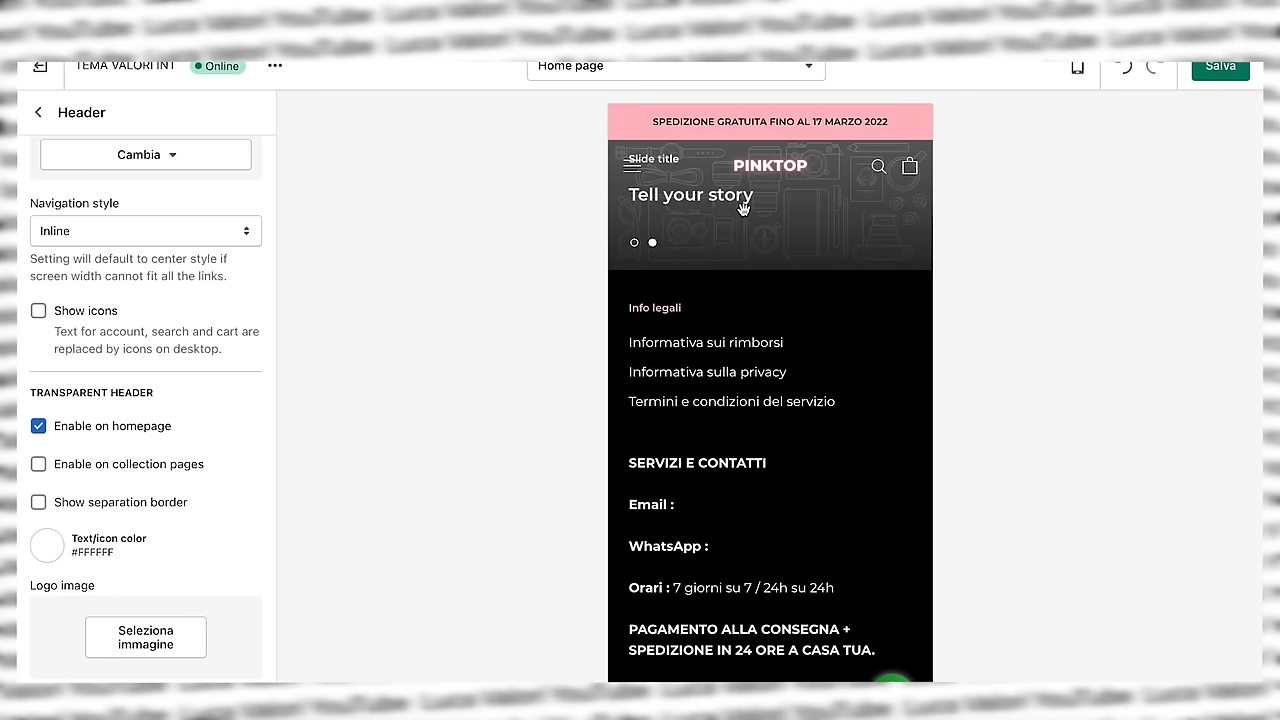 TEMA VALORI INT
Online
Home page
Salva
Header
Cambia
Navigation style
Inline
Setting will default to center style if
screen width cannot fit all the links.
Show icons
Text for account, search and cart are
replaced by icons on desktop.
TRANSPARENT HEADER
Enable on homepage
Enable on collection pages
Show separation border
Text/icon color
#FFFFFF
Logo image
Seleziona
immagine
SPEDIZIONE GRATUITA FINO AL 17 MARZO 2022
Slide title
PINKTOP
Tell your story
Info legali
Informativa sui rimborsi
Informativa sulla privacy
Termini e condizioni del servizio
SERVIZI E CONTATTI
Email :
WhatsApp :
Orari : 7 giorni su 7 / 24h su 24h
PAGAMENTO ALLA CONSEGNA +
SPEDIZIONE IN 24 ORE A CASA TUA.